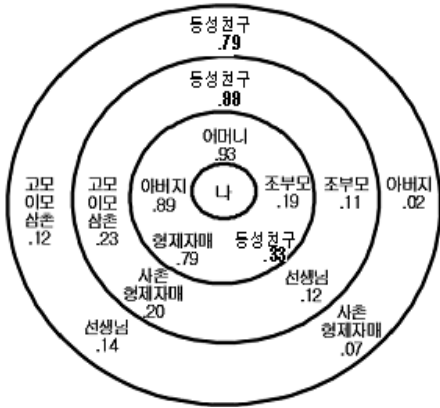 동성친구
.79
동성친구
.88
어머니
.93
고모
이모
삼촌
.12
고모
이모
삼촌
.23
아버지
.89
나
조부모
.19
조부모
.11
아버지
.02
형제자매
.79
동성친구
.33
사촌
형제자매
.20
선생님
.12
선생님
.14
사촌
형제자매
.07